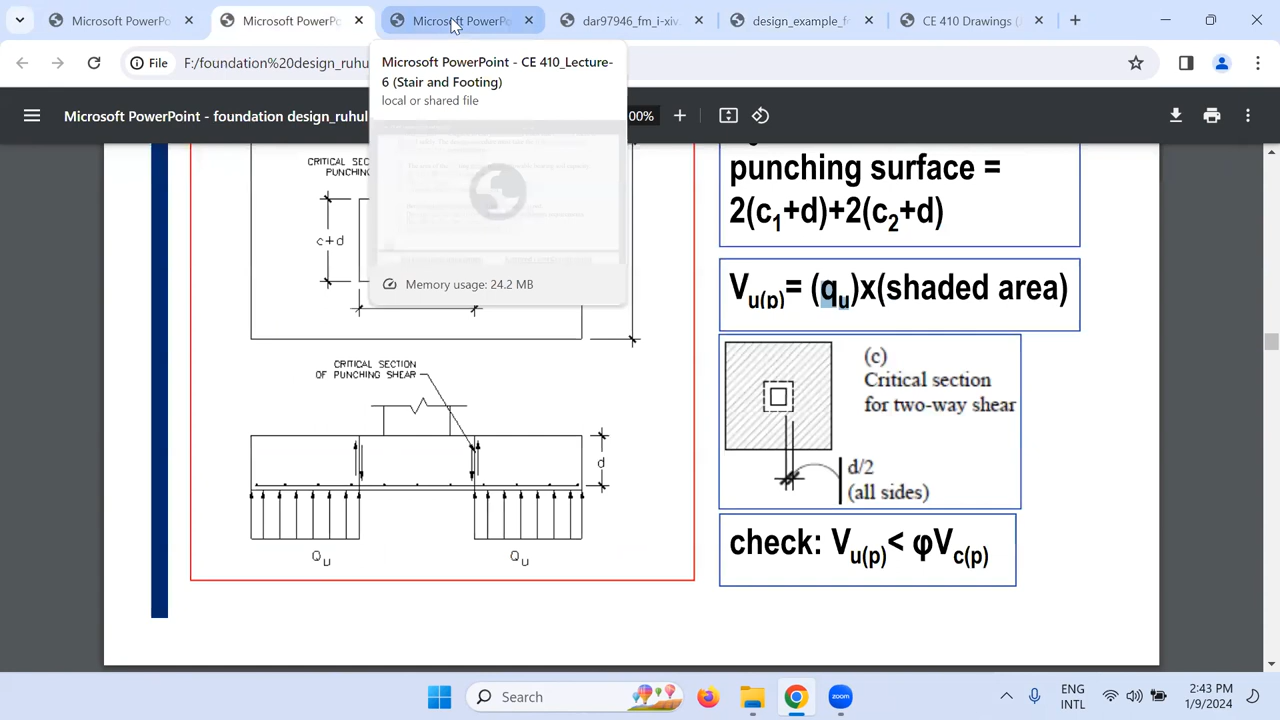 Microsoft PowerPo
Microsoft PowerPo
Microsoft PowerPo
dar97946_fm_i-xiv.
design_example_f
CE 410 Drawings (
File
F:/foundation%20design_ruhu
Microsoft PowerPoint - CE 410_Lecture-
6 (Stair and Footing)
local or shared file
Memory usage: 24.2 MB
Microsoft PowerPoint - foundation design_ruhul
00%
CRITICAL SEC
PUNCHING
c+d
punching surface =
2(c1+d)+2(c2+d)
Vu(p)= (qu)x(shaded area)
CRITICAL SECTION
OF PUNCHING SHEAR
d
Qu
Qu
(c)
Critical section
for two-way shear
d/2
(all sides)
check: Vu(p)< φVc(p)
Search
ENG
INTL
2:43 PM
1/9/2024